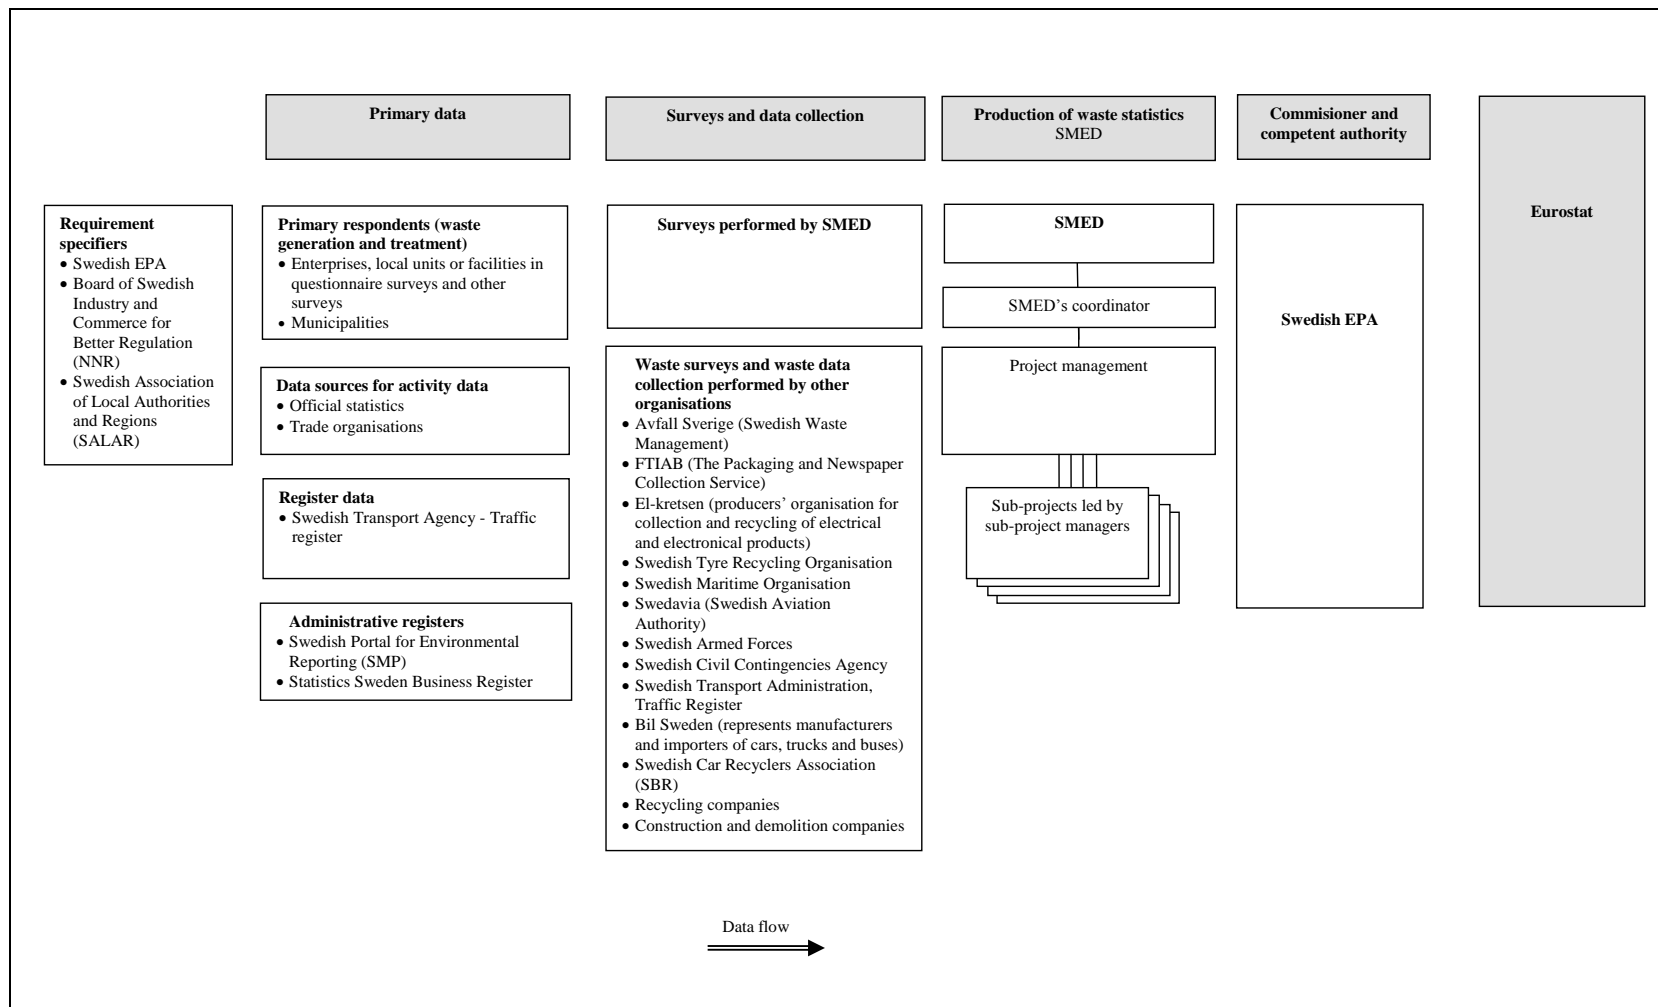 Primary data
Surveys and data collection
Production of waste statistics
SMED
Commisioner and
competent authority
Eurostat
Requirement
specifiers
• Swedish EPA
• Board of Swedish
Industry and
Commerce for
Better Regulation
(NNR)
• Swedish Association
of Local Authorities
and Regions
(SALAR)
Primary respondents (waste
generation and treatment)
• Enterprises, local units or facilities in
questionnaire surveys and other
surveys
• Municipalities
Data sources for activity data
• Official statistics
• Trade organisations
Register data
• Swedish Transport Agency - Traffic
register
Administrative registers
• Swedish Portal for Environmental
Reporting (SMP)
• Statistics Sweden Business Register
Surveys performed by SMED
Waste surveys and waste data
collection performed by other
organisations
• Avfall Sverige (Swedish Waste
Management)
• FTIAB (The Packaging and Newspaper
Collection Service)
• El-kretsen (producers’ organisation for
collection and recycling of electrical
and electronical products)
• Swedish Tyre Recycling Organisation
• Swedish Maritime Organisation
• Swedavia (Swedish Aviation
Authority)
• Swedish Armed Forces
• Swedish Civil Contingencies Agency
• Swedish Transport Administration,
Traffic Register
• Bil Sweden (represents manufacturers
and importers of cars, trucks and buses)
• Swedish Car Recyclers Association
(SBR)
• Recycling companies
• Construction and demolition companies
SMED
SMED’s coordinator
Project management
Sub-projects led by
sub-project managers
Swedish EPA
Data flow